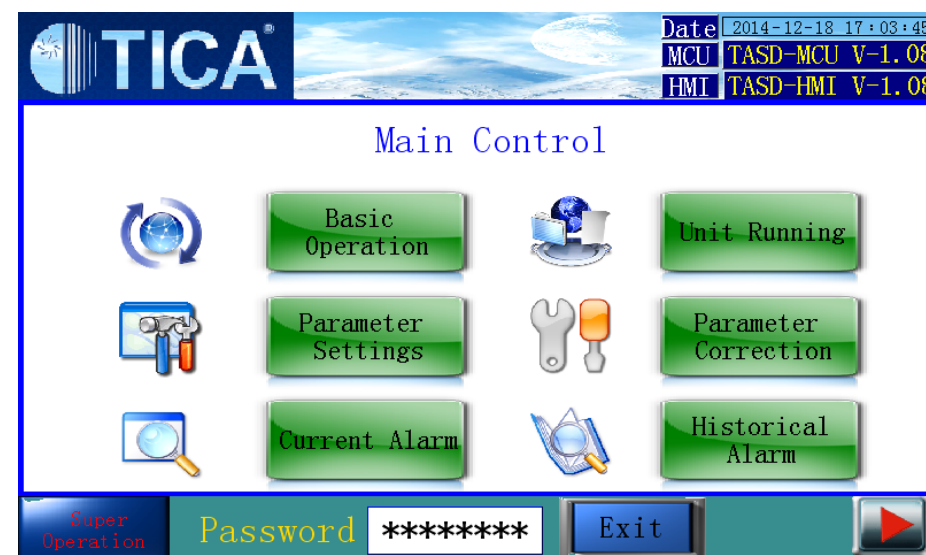 TICA®
Date 2014-12-18 17:03:45
MCU TASD-MCU V-1.08
HMI TASD-HMI V-1.08
Main Control
Basic
Operation
Unit Running
Parameter
Settings
Parameter
Correction
Current Alarm
Historical
Alarm
Super
Operation
Password ********
Exit